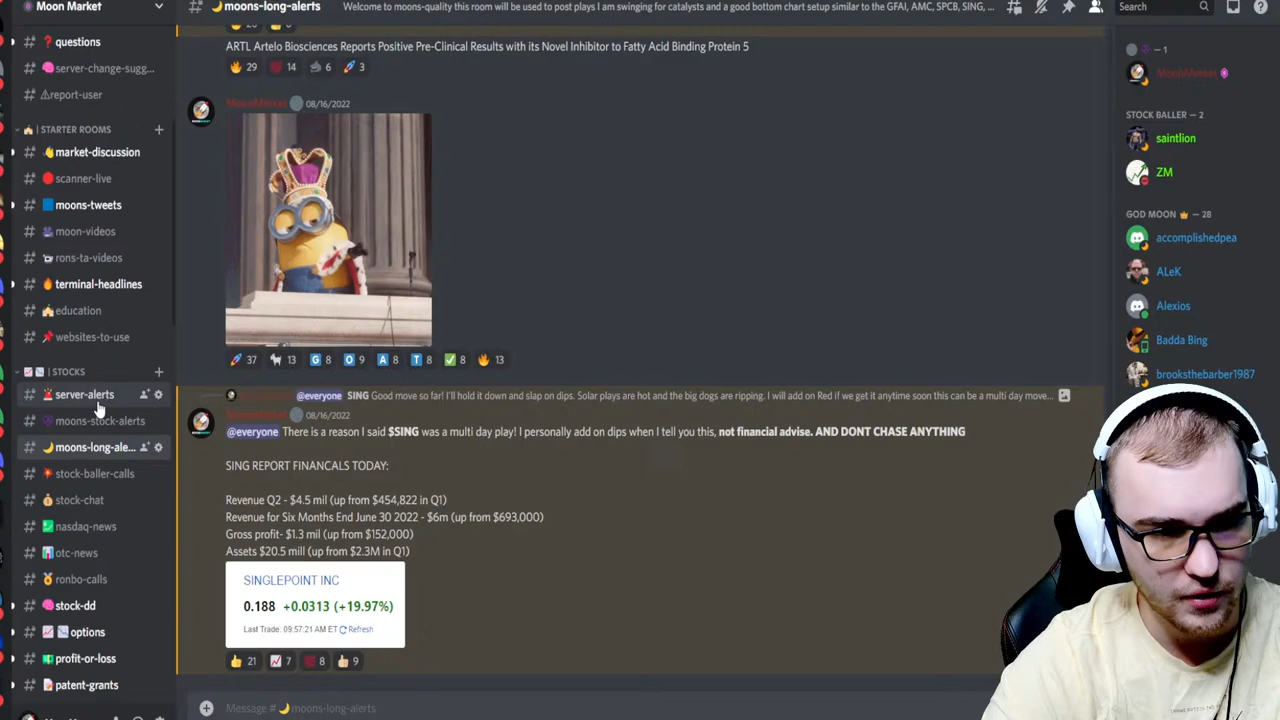 Moon Market
🌙moons-long-alerts
Welcome to moons-quality this room will be used to post plays I am swinging for catalysts and a good bottom chart setup similar to the GFAI, AMC, SPCB, SING, ...
Search
questions
server-change-sugg...
⚠report-user
| STARTER ROOMS
market-discussion
scanner-live
moons-tweets
moon-videos
rons-ta-videos
terminal-headlines
education
websites-to-use
| STOCKS
server-alerts
moons-stock-alerts
moons-long-ale...
stock-baller-calls
stock-chat
nasdaq-news
otc-news
ronbo-calls
stock-dd
options
profit-or-loss
patent-grants
ARTL Artelo Biosciences Reports Positive Pre-Clinical Results with its Novel Inhibitor to Fatty Acid Binding Protein 5
29 14 6 3
MoonMarket 08/16/2022
37 13 G 8 O 9 A 8 T 8 8 13
@everyone SING Good move so far! I'll hold it down and slap on dips. Solar plays are hot and the big dogs are ripping. I will add on Red if we get it anytime soon this can be a multi day move...
MoonMarket 08/16/2022
@everyone There is a reason I said $SING was a multi day play! I personally add on dips when I tell you this, not financial advise. AND DONT CHASE ANYTHING
SING REPORT FINANCALS TODAY:
Revenue Q2 - $4.5 mil (up from $454,822 in Q1)
Revenue for Six Months End June 30 2022 - $6m (up from $693,000)
Gross profit- $1.3 mil (up from $152,000)
Assets $20.5 mill (up from $2.3M in Q1)
SINGLEPOINT INC
0.188 +0.0313 (+19.97%)
Last Trade: 09:57:21 AM ET Refresh
21 7 8 9
Message # 🌙moons-long-alerts
— 1
MoonMarket
STOCK BALLER — 2
saintlion
ZM
GOD MOON — 28
accomplishedpea
ALeK
Alexios
Badda Bing
brooksthebarber1987